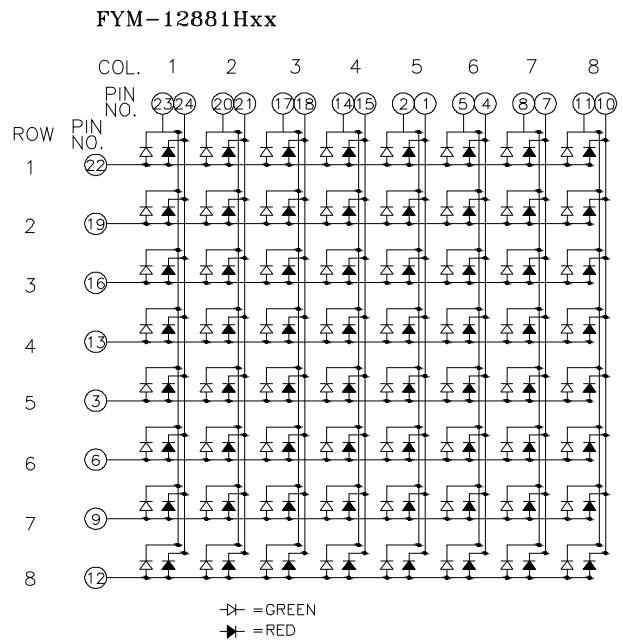 FYM-12881Hxx
COL. 1 2 3 4 5 6 7 8
PIN NO. 23 24 20 21 17 18 14 15 2 1 5 4 8 7 11 10
ROW PIN NO.
1 22
2 19
3 16
4 13
5 3
6 6
7 9
8 12
=GREEN
=RED